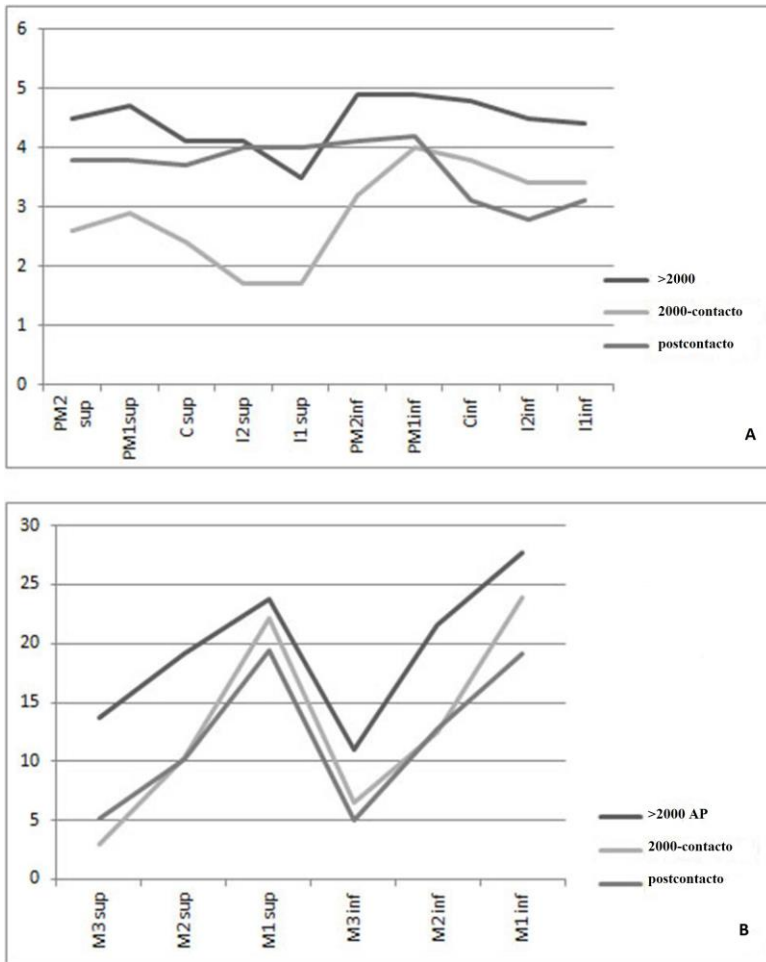 6
5
4
3
2
1
0
PM2 sup
PM1sup
C sup
I2 sup
I1 sup
PM2inf
PM1inf
Cinf
I2inf
I1inf
>2000
2000-contacto
postcontacto
A
30
25
20
15
10
5
0
M3 sup
M2 sup
M1 sup
M3 inf
M2 inf
M1 inf
>2000 AP
2000-contacto
postcontacto
B